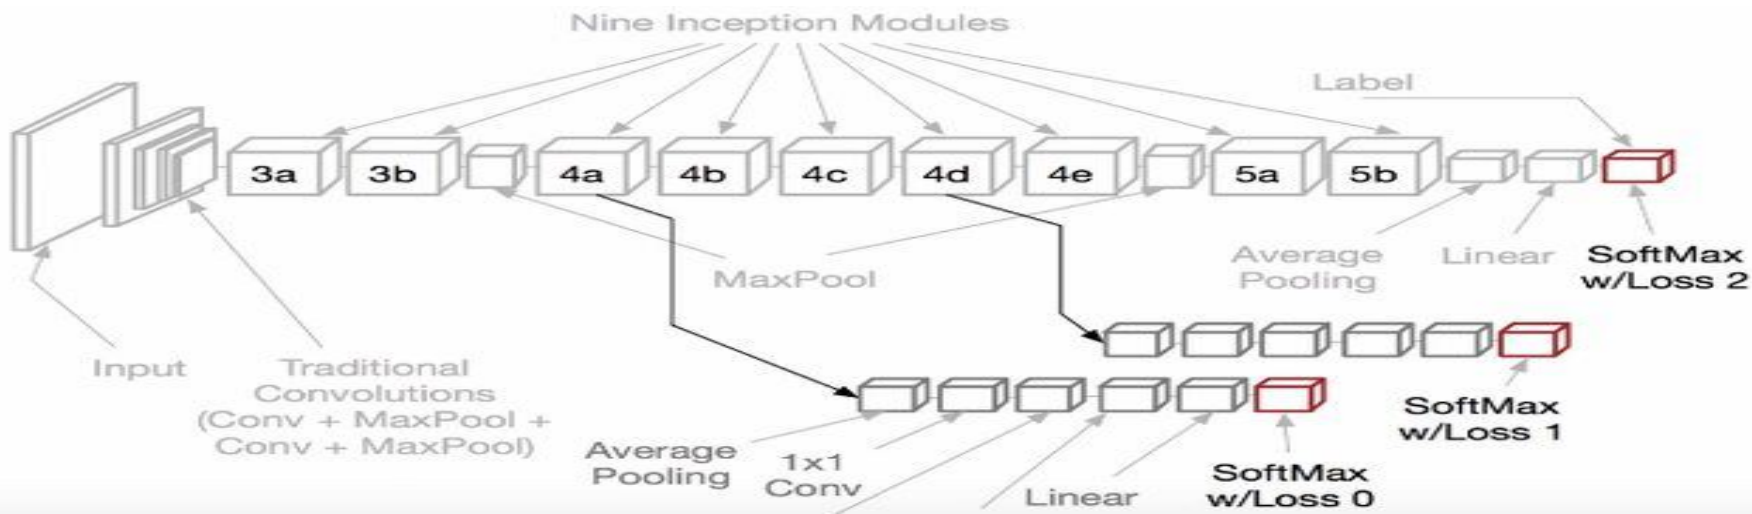 Nine Inception Modules
Label
3a
3b
4a
4b
4c
4d
4e
5a
5b
MaxPool
Average
Pooling
Linear
SoftMax
w/Loss 2
Input
Traditional
Convolutions
(Conv + MaxPool +
Conv + MaxPool)
SoftMax
w/Loss 1
Average
Pooling
1x1
Conv
Linear
SoftMax
w/Loss 0